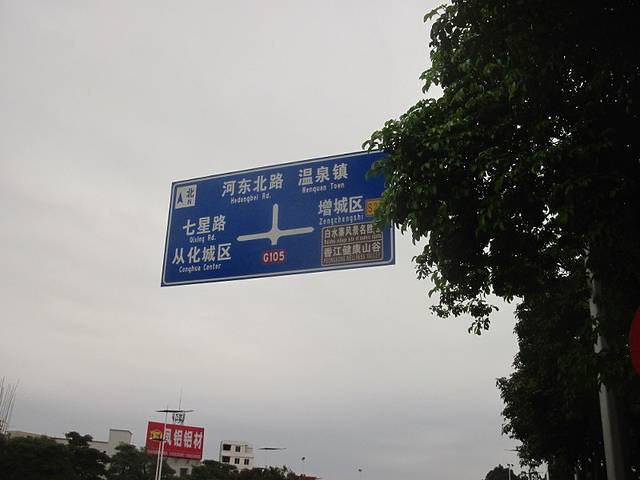 北
N
河东北路 温泉镇
Hedongbei Rd. Wenquan Town
七星路
Qixing Rd.
从化城区
Conghua Center
增城区 S
Zengchengshi
白水寨风景名胜
香江健康山谷
G105
凤铝铝材